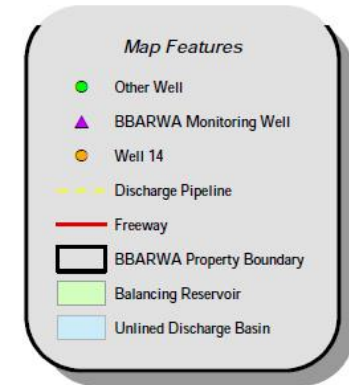 Map Features
Other Well
BBARWA Monitoring Well
Well 14
Discharge Pipeline
Freeway
BBARWA Property Boundary
Balancing Reservoir
Unlined Discharge Basin